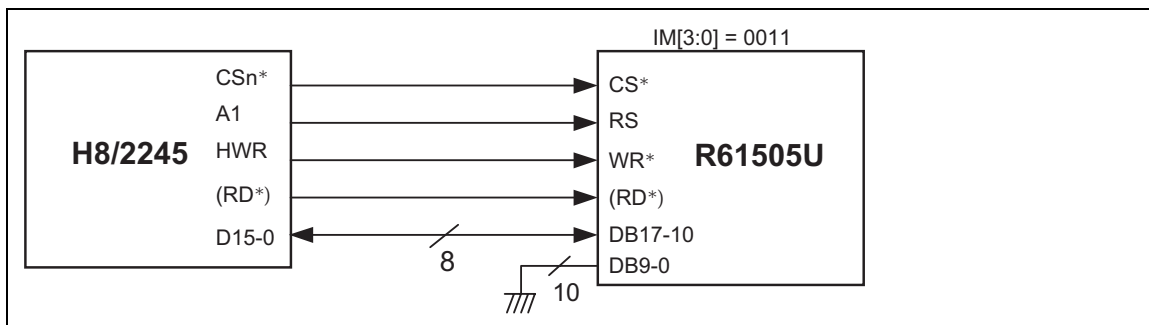 IM[3:0] = 0011
H8/2245
CSn*
A1
HWR
(RD*)
D15-0
8
CS*
RS
WR*
(RD*)
DB17-10
DB9-0
R61505U
10